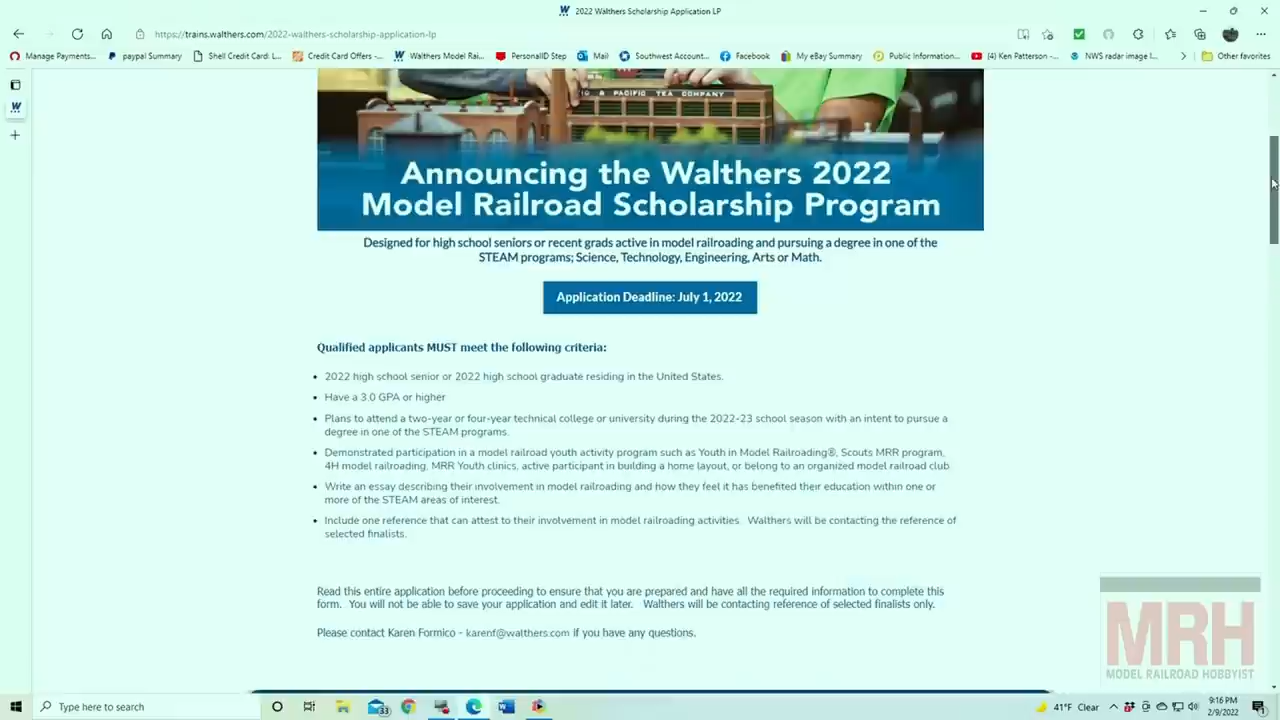 2022 Walthers Scholarship Application LP
https://trains.walthers.com/2022-walthers-scholarship-application-lp
Manage Payments... paypal Summary Shell Credit Card: L... Credit Card Offers -... Walthers Model Rai... PersonalID Step Mail Southwest Account... Facebook My eBay Summary Public Information... (4) Ken Patterson -... NWS radar image l... Other favorites
& PACIFIC TEA COMPANY
Announcing the Walthers 2022
Model Railroad Scholarship Program
Designed for high school seniors or recent grads active in model railroading and pursuing a degree in one of the
STEAM programs; Science, Technology, Engineering, Arts or Math.
Application Deadline: July 1, 2022
Qualified applicants MUST meet the following criteria:
• 2022 high school senior or 2022 high school graduate residing in the United States.
• Have a 3.0 GPA or higher
• Plans to attend a two-year or four-year technical college or university during the 2022-23 school season with an intent to pursue a
degree in one of the STEAM programs.
• Demonstrated participation in a model railroad youth activity program such as Youth in Model Railroading®, Scouts MRR program,
4H model railroading, MRR Youth clinics, active participant in building a home layout, or belong to an organized model railroad club
• Write an essay describing their involvement in model railroading and how they feel it has benefited their education within one or
more of the STEAM areas of interest.
• Include one reference that can attest to their involvement in model railroading activities Walthers will be contacting the reference of
selected finalists.
Read this entire application before proceeding to ensure that you are prepared and have all the required information to complete this
form. You will not be able to save your application and edit it later. Walthers will be contacting reference of selected finalists only.
Please contact Karen Formico - karenf@walthers.com if you have any questions.
MRH
MODEL RAILROAD HOBBYIST
Type here to search
33
41°F Clear
9:16 PM
2/9/2022
1